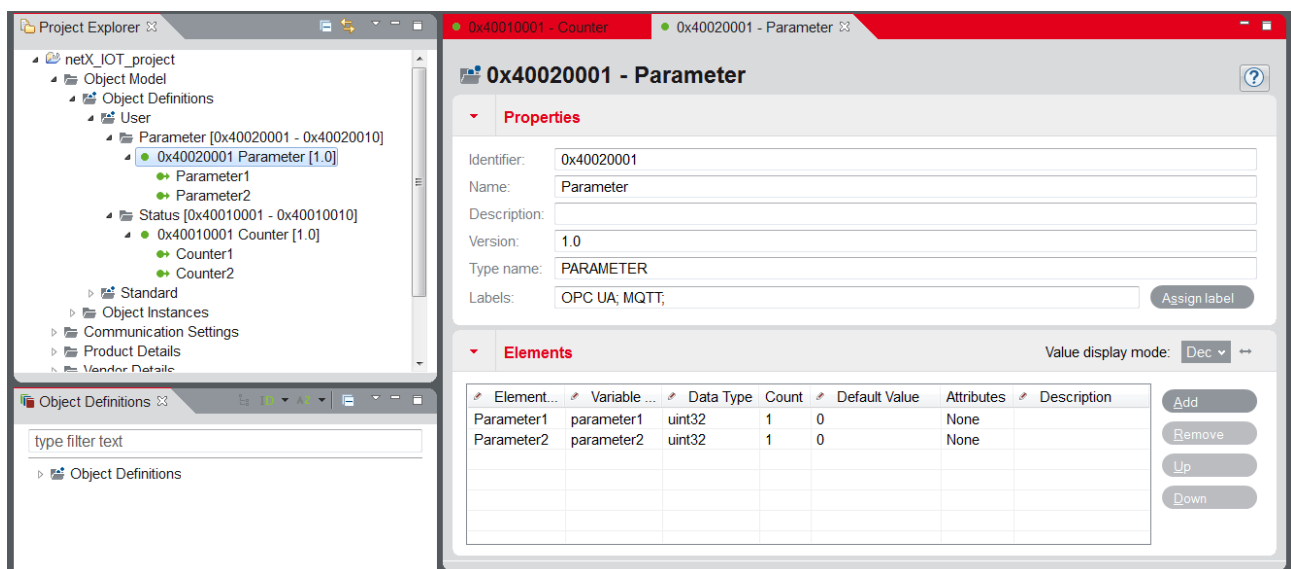 Project Explorer
netX_IOT_project
Object Model
Object Definitions
User
Parameter [0x40020001 - 0x40020010]
0x40020001 Parameter [1.0]
Parameter1
Parameter2
Status [0x40010001 - 0x40010010]
0x40010001 Counter [1.0]
Counter1
Counter2
Standard
Object Instances
Communication Settings
Product Details
Vendor Details
Object Definitions
type filter text
Object Definitions
0x40010001 - Counter
0x40020001 - Parameter
0x40020001 - Parameter
Properties
Identifier: 0x40020001
Name: Parameter
Description:
Version: 1.0
Type name: PARAMETER
Labels: OPC UA; MQTT; Assign label
Elements Value display mode: Dec
Element... Variable ... Data Type Count Default Value Attributes Description
Parameter1 parameter1 uint32 1 0 None
Parameter2 parameter2 uint32 1 0 None
Add
Remove
Up
Down